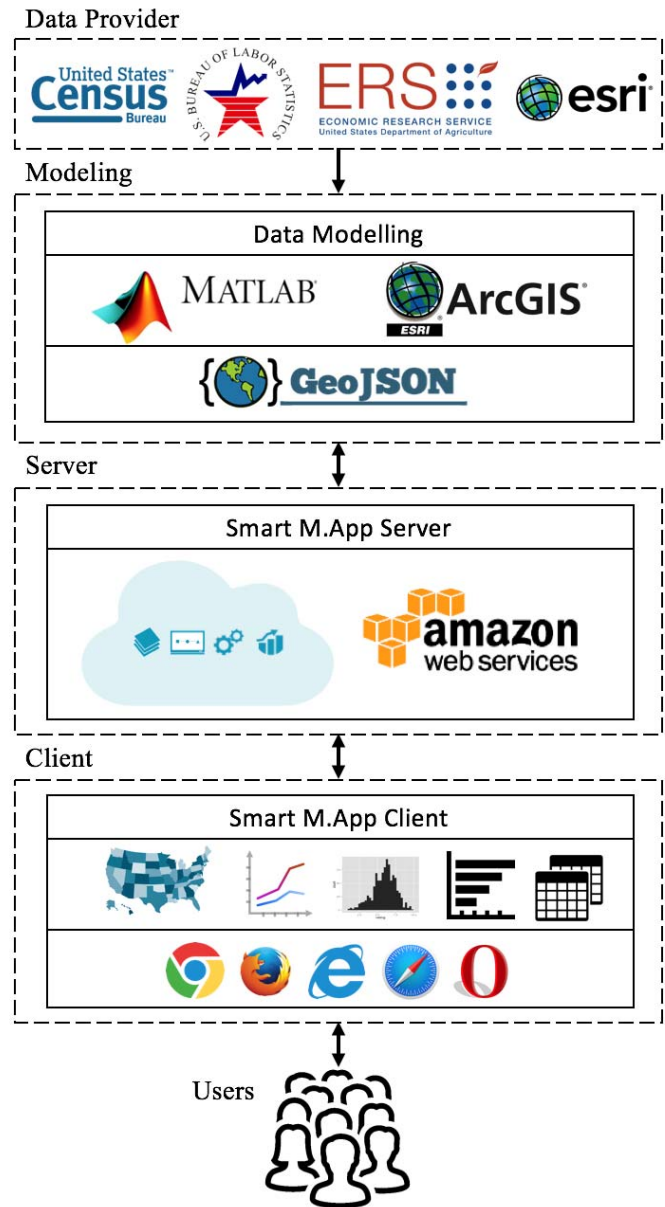 Data Provider
United States™
Census
Bureau
U.S. BUREAU OF LABOR STATISTICS
ERS
ECONOMIC RESEARCH SERVICE
United States Department of Agriculture
esri
Modeling
Data Modelling
MATLAB®
ArcGIS®
ESRI
{ } GeoJSON
Server
Smart M.App Server
amazon
web services
Client
Smart M.App Client
Users